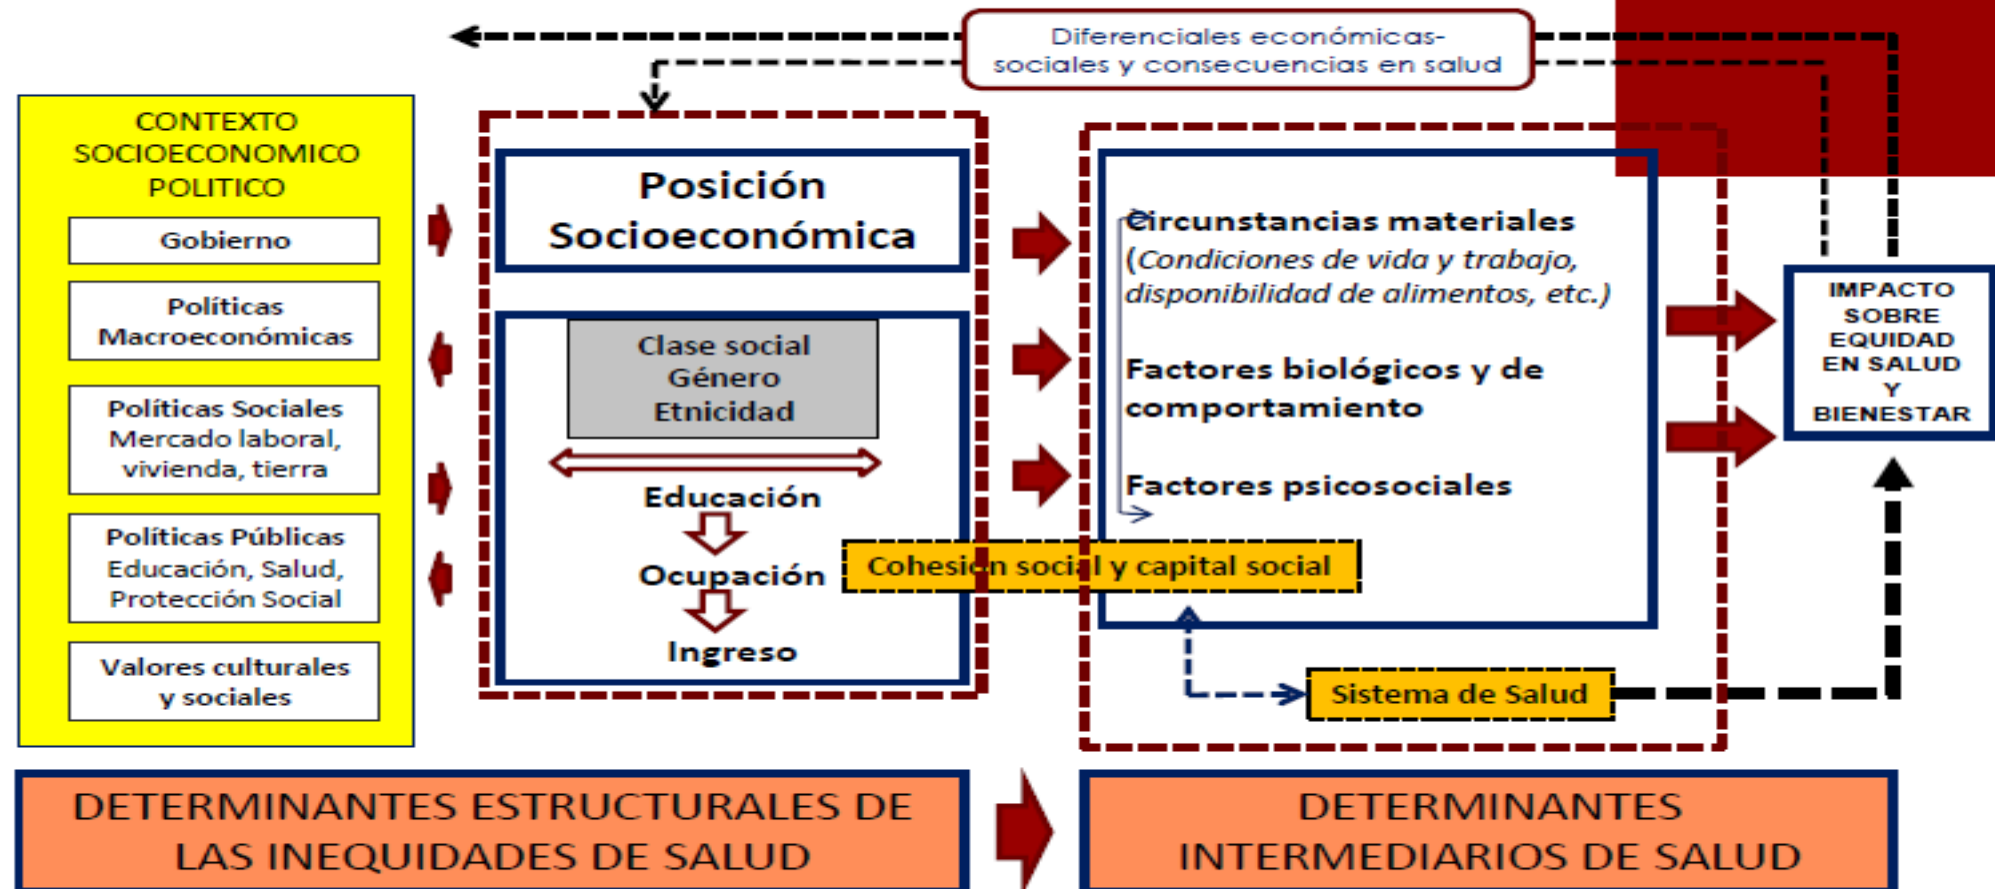 Diferenciales económicas-
sociales y consecuencias en salud
CONTEXTO
SOCIOECONOMICO
POLITICO
Gobierno
Políticas
Macroeconómicas
Políticas Sociales
Mercado laboral,
vivienda, tierra
Políticas Públicas
Educación, Salud,
Protección Social
Valores culturales
y sociales
Posición
Socioeconómica
Clase social
Género
Etnicidad
Educación
Ocupación
Ingreso
Cohesión social y capital social
Circunstancias materiales
(Condiciones de vida y trabajo,
disponibilidad de alimentos, etc.)
Factores biológicos y de
comportamiento
Factores psicosociales
Sistema de Salud
IMPACTO
SOBRE
EQUIDAD
EN SALUD
Y
BIENESTAR
DETERMINANTES ESTRUCTURALES DE
LAS INEQUIDADES DE SALUD
DETERMINANTES
INTERMEDIARIOS DE SALUD